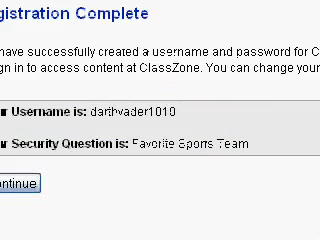 gistration Complete
have successfully created a username and password for C
gn in to access content at ClassZone. You can change your
r Username is: darthvader1010
r Security Question is: Favorite Sports Team
ontinue